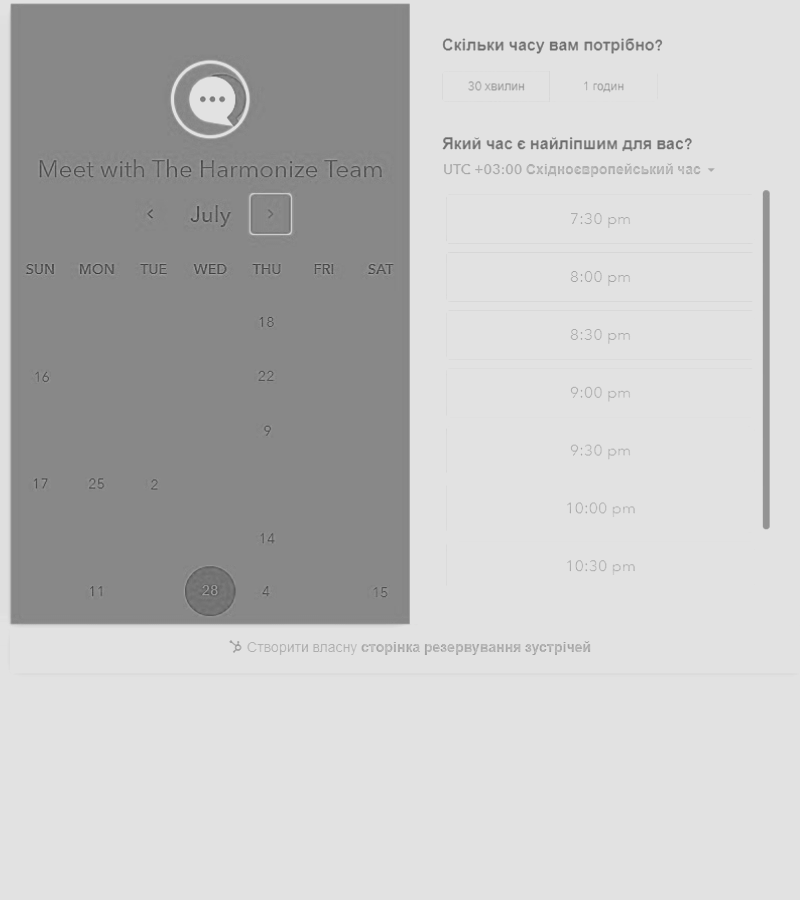 Meet with The Harmonize Team
July
SUN MON TUE WED THU FRI SAT
18
16 22
9
17 25 2
14
11 28 4 15
Скільки часу вам потрібно?
30 хвилин 1 годин
Який час є найліпшим для вас?
UTC +03:00 Східноєвропейський час
7:30 pm
8:00 pm
8:30 pm
9:00 pm
9:30 pm
10:00 pm
10:30 pm
Створити власну сторінка резервування зустрічей